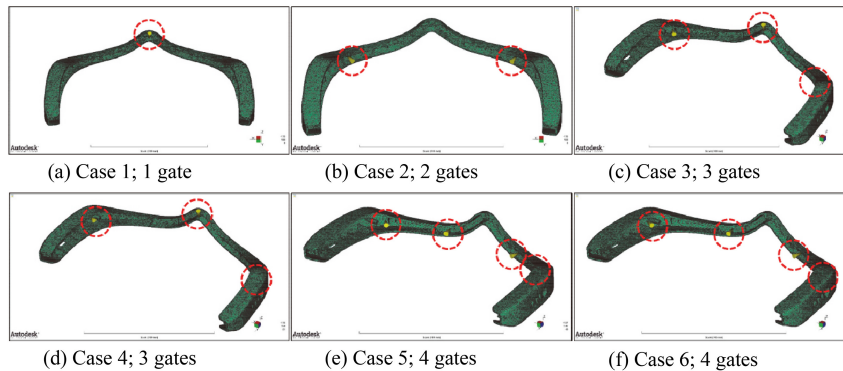 Autodesk
Autodesk
Autodesk
(a) Case 1; 1 gate
(b) Case 2; 2 gates
(c) Case 3; 3 gates
Autodesk
Autodesk
Autodesk
(d) Case 4; 3 gates
(e) Case 5; 4 gates
(f) Case 6; 4 gates